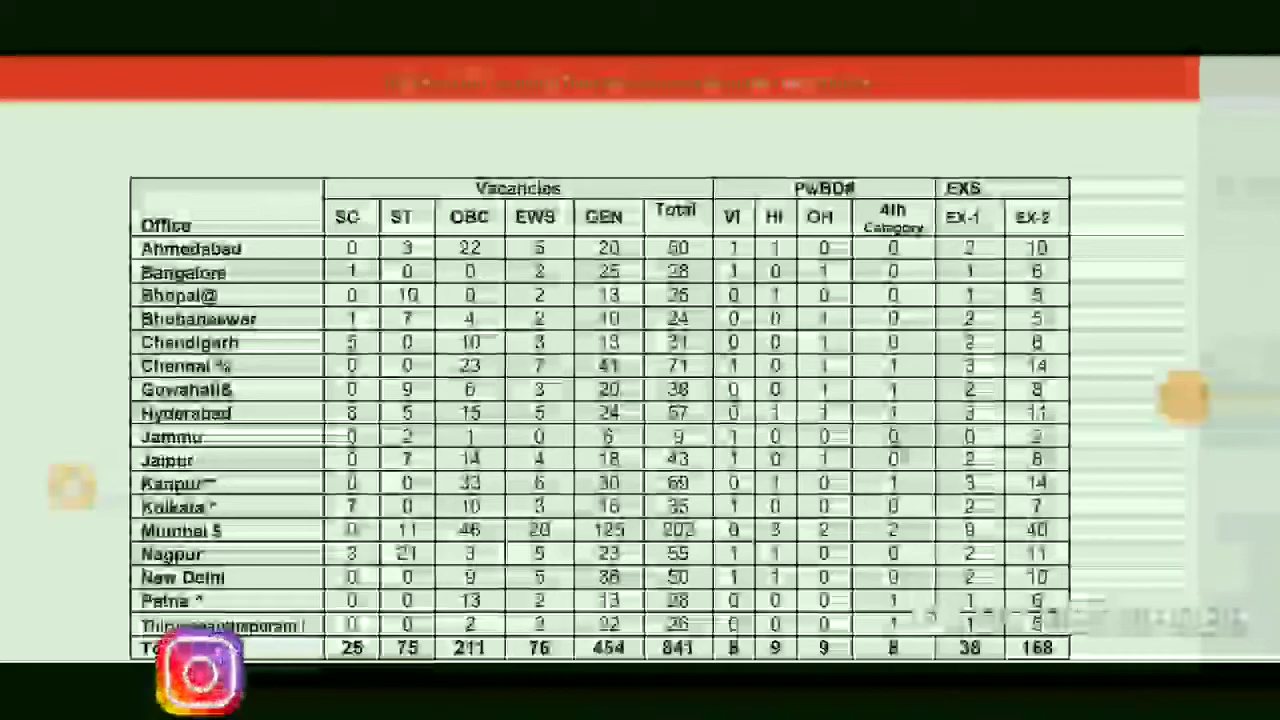 Vacancies PwBD# EXS
Office SC ST OBC EWS GEN Total VI HI OH 4th Category EX-1 EX-2
Ahmedabad 0 3 22 5 20 50 1 1 0 0 2 10
Bangalore 1 0 0 2 25 28 1 0 1 0 1 6
Bhopal@ 0 10 0 2 13 25 0 1 0 0 1 5
Bhubaneswar 1 7 4 2 10 24 0 0 1 0 2 5
Chandigarh 5 0 10 3 13 31 0 0 1 0 2 6
Chennai % 0 0 23 7 41 71 1 0 1 1 3 14
Guwahati& 0 9 6 3 20 38 0 0 1 1 2 8
Hyderabad 8 5 15 5 24 57 0 1 1 1 3 11
Jammu 0 2 1 0 6 9 1 0 0 0 0 2
Jaipur 0 7 14 4 18 43 1 0 1 0 2 8
Kanpur 0 0 33 6 30 69 0 1 0 1 3 14
Kolkata * 7 0 10 3 15 35 1 0 0 0 2 7
Mumbai $ 0 11 46 20 125 202 0 3 2 2 9 40
Nagpur 3 21 3 5 23 55 1 1 0 0 2 11
New Delhi 0 0 9 5 36 50 1 1 0 0 2 10
Patna ^ 0 0 13 2 13 28 0 0 0 1 1 6
Thiruvananthapuram ! 0 0 2 2 22 26 0 0 0 1 1 5
25 75 211 76 454 841 8 9 9 8 38 168